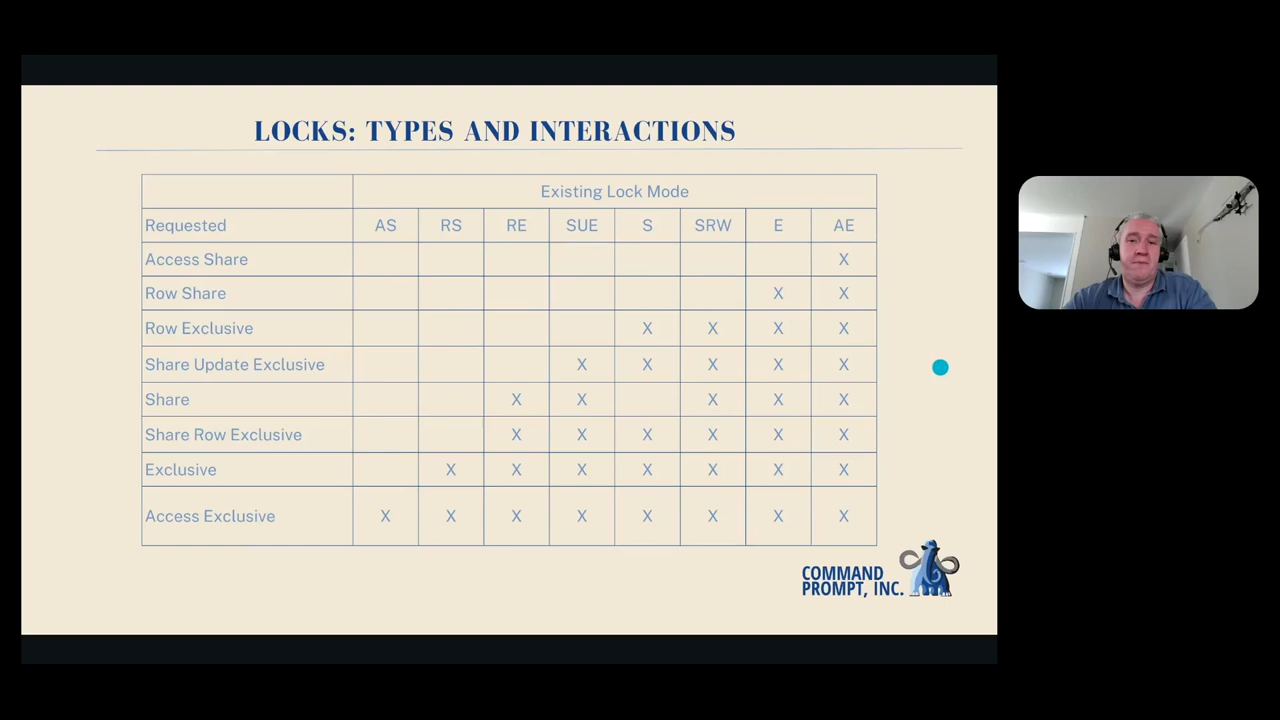 LOCKS: TYPES AND INTERACTIONS
Existing Lock Mode
Requested AS RS RE SUE S SRW E AE
Access Share X
Row Share X X
Row Exclusive X X X X
Share Update Exclusive X X X X X
Share X X X X X
Share Row Exclusive X X X X X X
Exclusive X X X X X X X
Access Exclusive X X X X X X X X
COMMAND
PROMPT, INC.